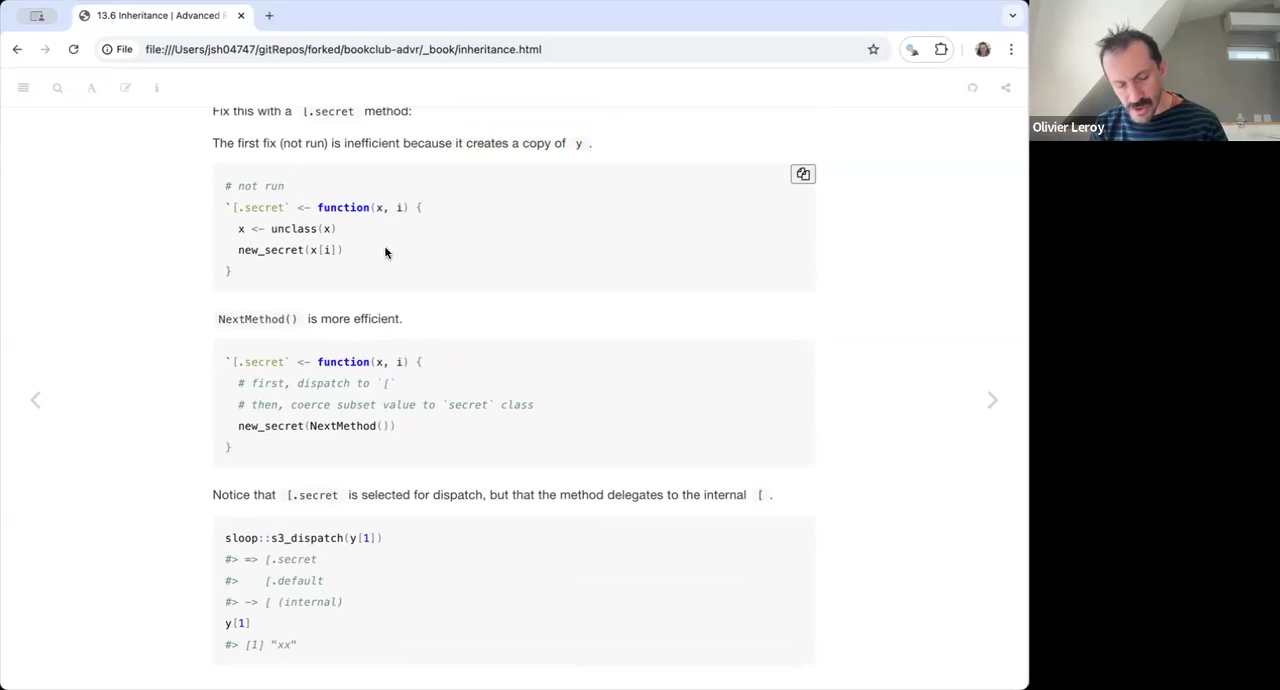 13.6 Inheritance | Advanced R
File
file:///Users/jsh04747/gitRepos/forked/bookclub-advr/_book/inheritance.html
Olivier Leroy
Fix this with a [.secret method:
The first fix (not run) is inefficient because it creates a copy of y .
# not run
`[.secret` <- function(x, i) {
x <- unclass(x)
new_secret(x[i])
}
NextMethod() is more efficient.
`[.secret` <- function(x, i) {
# first, dispatch to `[`
# then, coerce subset value to `secret` class
new_secret(NextMethod())
}
Notice that [.secret is selected for dispatch, but that the method delegates to the internal [ .
sloop::s3_dispatch(y[1])
#> => [.secret
#> [.default
#> -> [ (internal)
y[1]
#> [1] "xx"